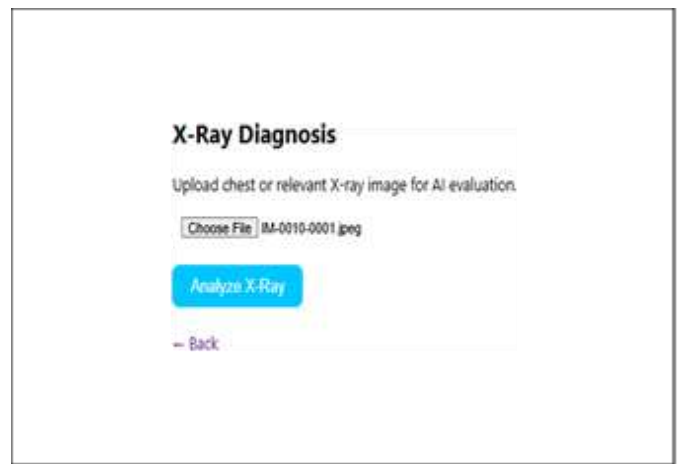 X-Ray Diagnosis
Upload chest or relevant X-ray image for AI evaluation.
Choose File IM-0010-0001.jpeg
Analyze X-Ray
← Back